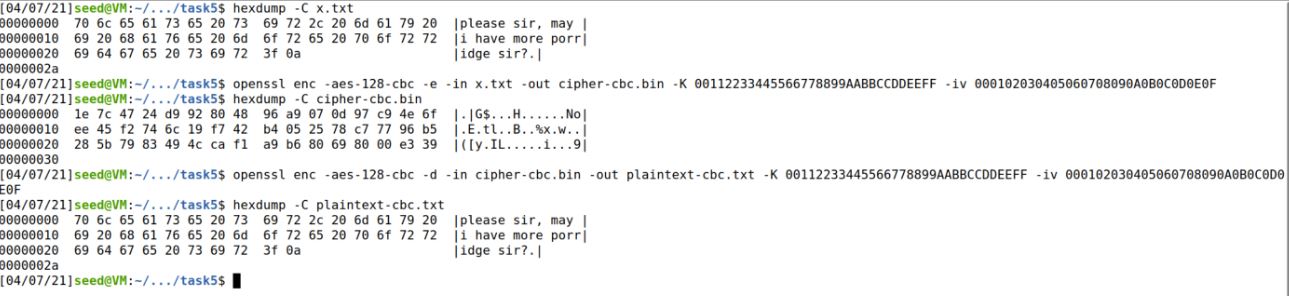 [04/07/21]seed@VM:~/.../task5$ hexdump -C x.txt
00000000  70 6c 65 61 73 65 20 73  69 72 2c 20 6d 61 79 20  |please sir, may |
00000010  69 20 68 61 76 65 20 6d  6f 72 65 20 70 6f 72 72  |i have more porr|
00000020  69 64 67 65 20 73 69 72  3f 0a                    |idge sir?.|
0000002a
[04/07/21]seed@VM:~/.../task5$ openssl enc -aes-128-cbc -e -in x.txt -out cipher-cbc.bin -K 00112233445566778899AABBCCDDEEFF -iv 000102030405060708090A0B0C0D0E0F
[04/07/21]seed@VM:~/.../task5$ hexdump -C cipher-cbc.bin
00000000  1e 7c 47 24 d9 92 80 48  96 a9 07 0d 97 c9 4e 6f  |.|G$...H......No|
00000010  ee 45 f2 74 6c 19 f7 42  b4 05 25 78 c7 77 96 b5  |.E.tl..B..%x.w..|
00000020  28 5b 79 83 49 4c ca f1  a9 b6 80 69 80 00 e3 39  |([y.IL.....i...9|
00000030
[04/07/21]seed@VM:~/.../task5$ openssl enc -aes-128-cbc -d -in cipher-cbc.bin -out plaintext-cbc.txt -K 00112233445566778899AABBCCDDEEFF -iv 000102030405060708090A0B0C0D0
E0F
[04/07/21]seed@VM:~/.../task5$ hexdump -C plaintext-cbc.txt
00000000  70 6c 65 61 73 65 20 73  69 72 2c 20 6d 61 79 20  |please sir, may |
00000010  69 20 68 61 76 65 20 6d  6f 72 65 20 70 6f 72 72  |i have more porr|
00000020  69 64 67 65 20 73 69 72  3f 0a                    |idge sir?.|
0000002a
[04/07/21]seed@VM:~/.../task5$